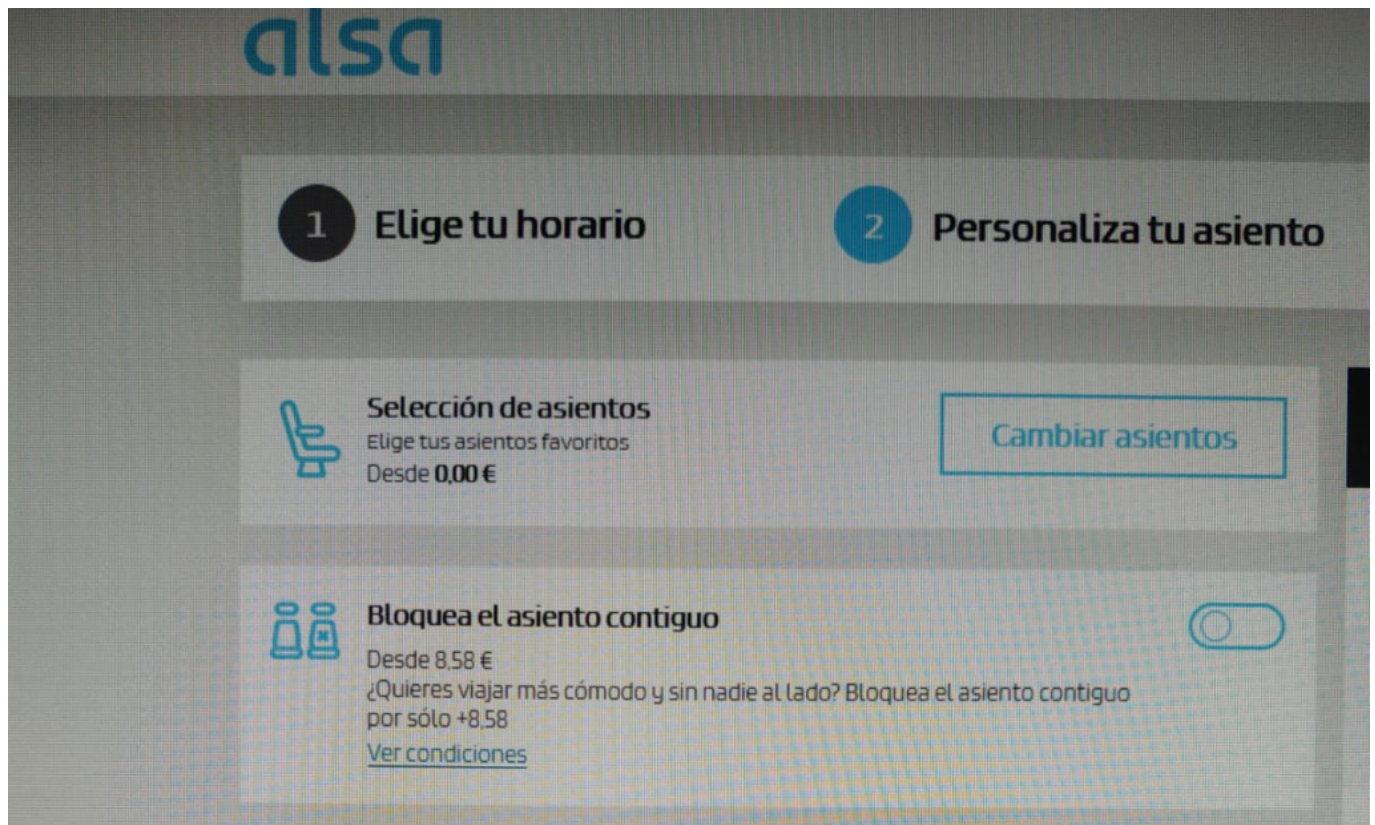 alsa
1 Elige tu horario
2 Personaliza tu asiento
Selección de asientos
Elige tus asientos favoritos
Desde 0,00 €
Cambiar asientos
Bloquea el asiento contiguo
Desde 8,58 €
¿Quieres viajar más cómodo y sin nadie al lado? Bloquea el asiento contiguo
por sólo +8,58
Ver condiciones